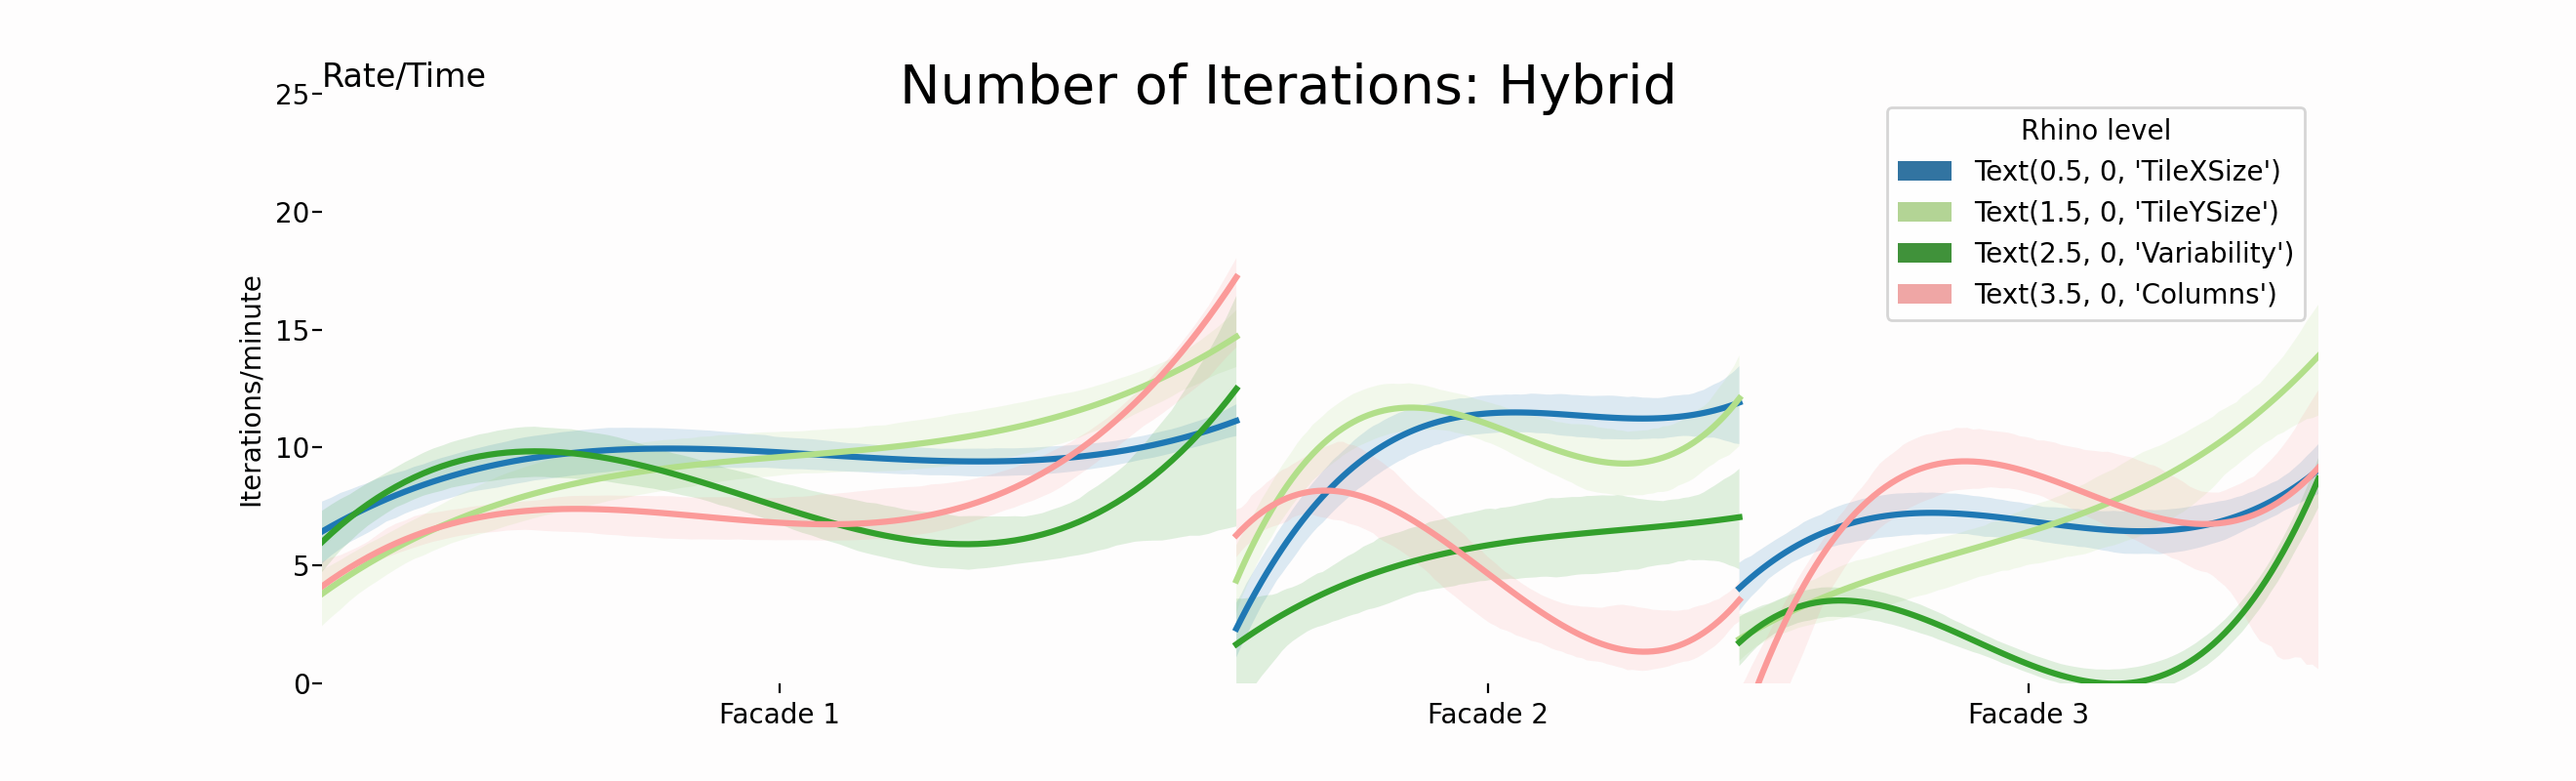 Rate/Time
Number of Iterations: Hybrid
25
20
15
10
5
0
Iterations/minute
Rhino level
Text(0.5, 0, 'TileXSize')
Text(1.5, 0, 'TileYSize')
Text(2.5, 0, 'Variability')
Text(3.5, 0, 'Columns')
Facade 1
Facade 2
Facade 3